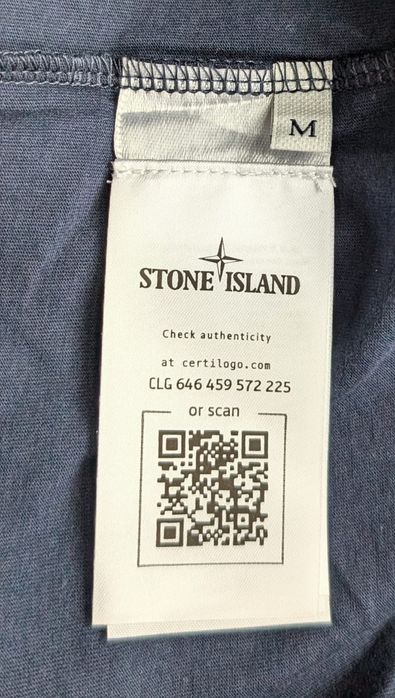 M
STONE ISLAND
Check authenticity
at certilogo.com
CLG 646 459 572 225
or scan